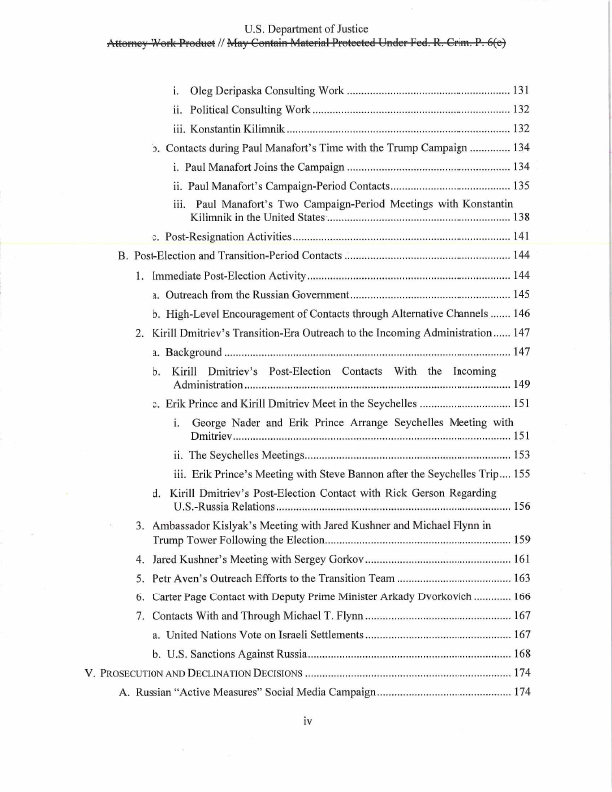 U.S. Department of Justice
Attorney Work Product // May Contain Material Protected Under Fed. R. Crim. P. 6(e)
i. Oleg Deripaska Consulting Work ........ 131
ii. Political Consulting Work ........ 132
iii. Konstantin Kilimnik ........ 132
b. Contacts during Paul Manafort's Time with the Trump Campaign ........ 134
i. Paul Manafort Joins the Campaign ........ 134
ii. Paul Manafort's Campaign-Period Contacts ........ 135
iii. Paul Manafort's Two Campaign-Period Meetings with Konstantin
Kilimnik in the United States ........ 138
c. Post-Resignation Activities ........ 141
B. Post-Election and Transition-Period Contacts ........ 144
1. Immediate Post-Election Activity ........ 144
a. Outreach from the Russian Government ........ 145
b. High-Level Encouragement of Contacts through Alternative Channels ....... 146
2. Kirill Dmitriev's Transition-Era Outreach to the Incoming Administration ...... 147
a. Background ........ 147
b. Kirill Dmitriev's Post-Election Contacts With the Incoming
Administration ........ 149
c. Erik Prince and Kirill Dmitriev Meet in the Seychelles ........ 151
i. George Nader and Erik Prince Arrange Seychelles Meeting with
Dmitriev ........ 151
ii. The Seychelles Meetings ........ 153
iii. Erik Prince's Meeting with Steve Bannon after the Seychelles Trip .... 155
d. Kirill Dmitriev's Post-Election Contact with Rick Gerson Regarding
U.S.-Russia Relations ........ 156
3. Ambassador Kislyak's Meeting with Jared Kushner and Michael Flynn in
Trump Tower Following the Election ........ 159
4. Jared Kushner's Meeting with Sergey Gorkov ........ 161
5. Petr Aven's Outreach Efforts to the Transition Team ........ 163
6. Carter Page Contact with Deputy Prime Minister Arkady Dvorkovich ........ 166
7. Contacts With and Through Michael T. Flynn ........ 167
a. United Nations Vote on Israeli Settlements ........ 167
b. U.S. Sanctions Against Russia ........ 168
V. PROSECUTION AND DECLINATION DECISIONS ........ 174
A. Russian "Active Measures" Social Media Campaign ........ 174
iv